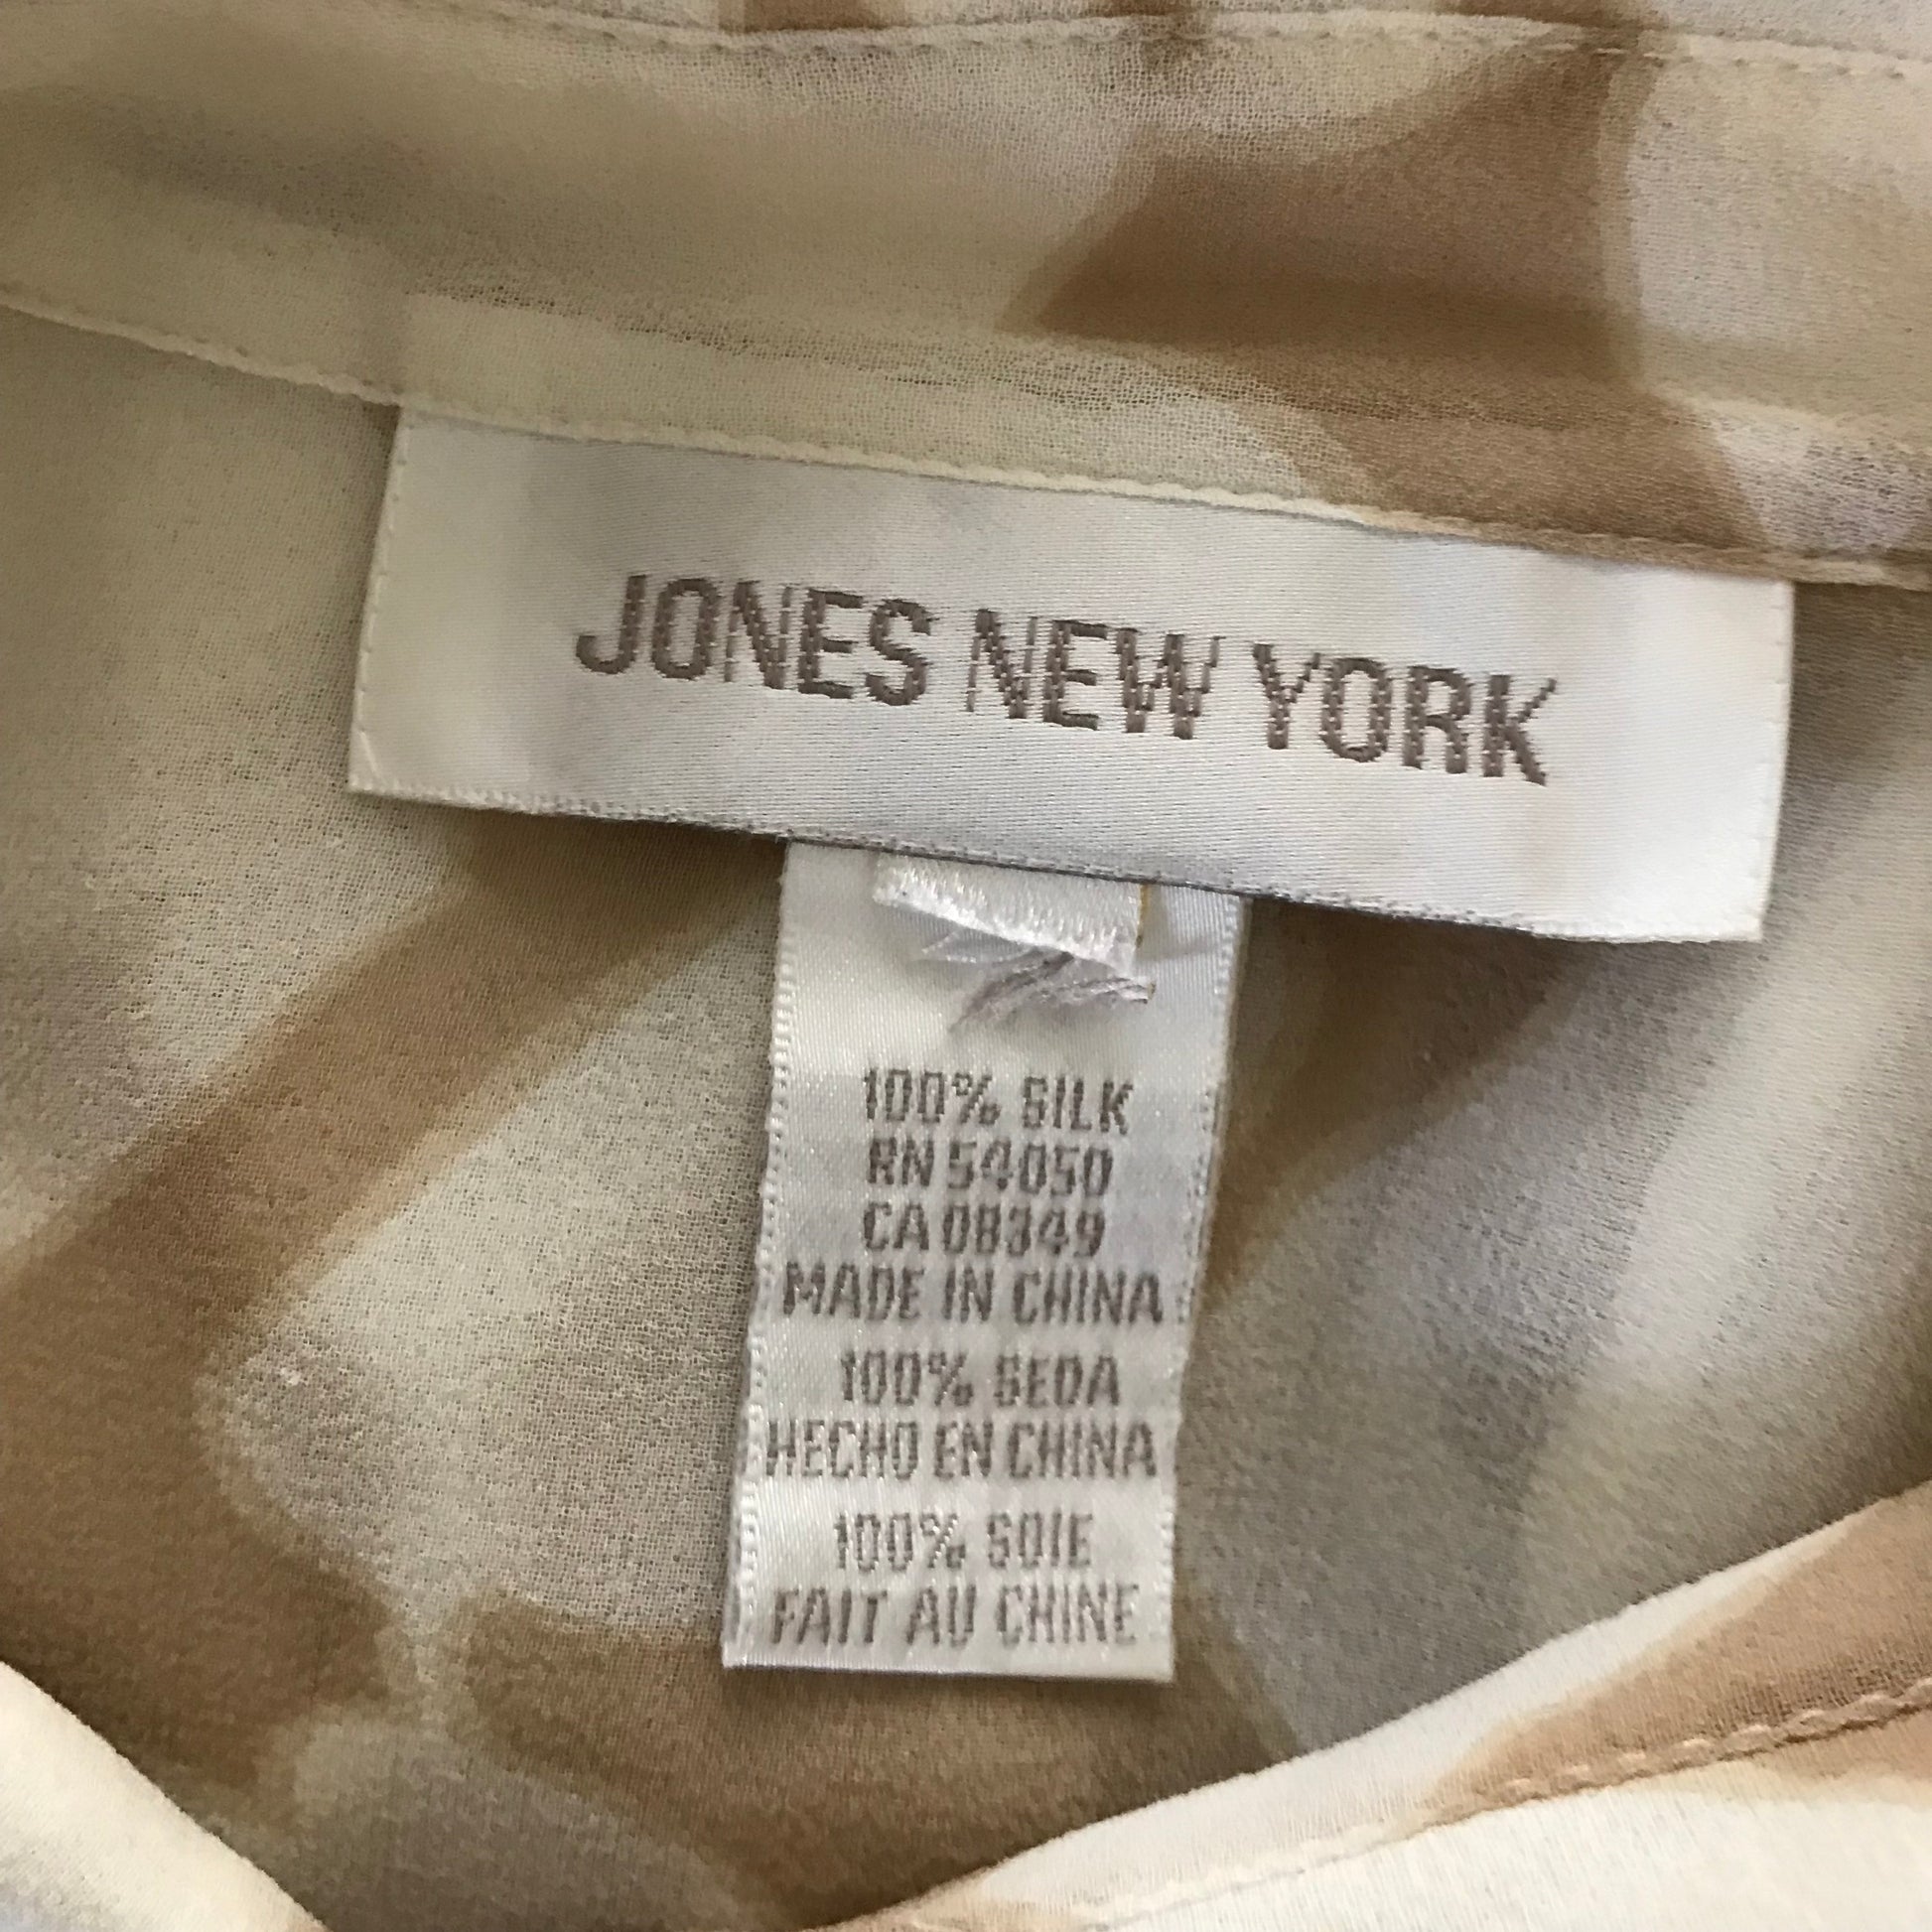 JONES NEW YORK
100% SILK
RN 54050
CA 08349
MADE IN CHINA
100% SEDA
HECHO EN CHINA
100% SOIE
FAIT AU CHINE